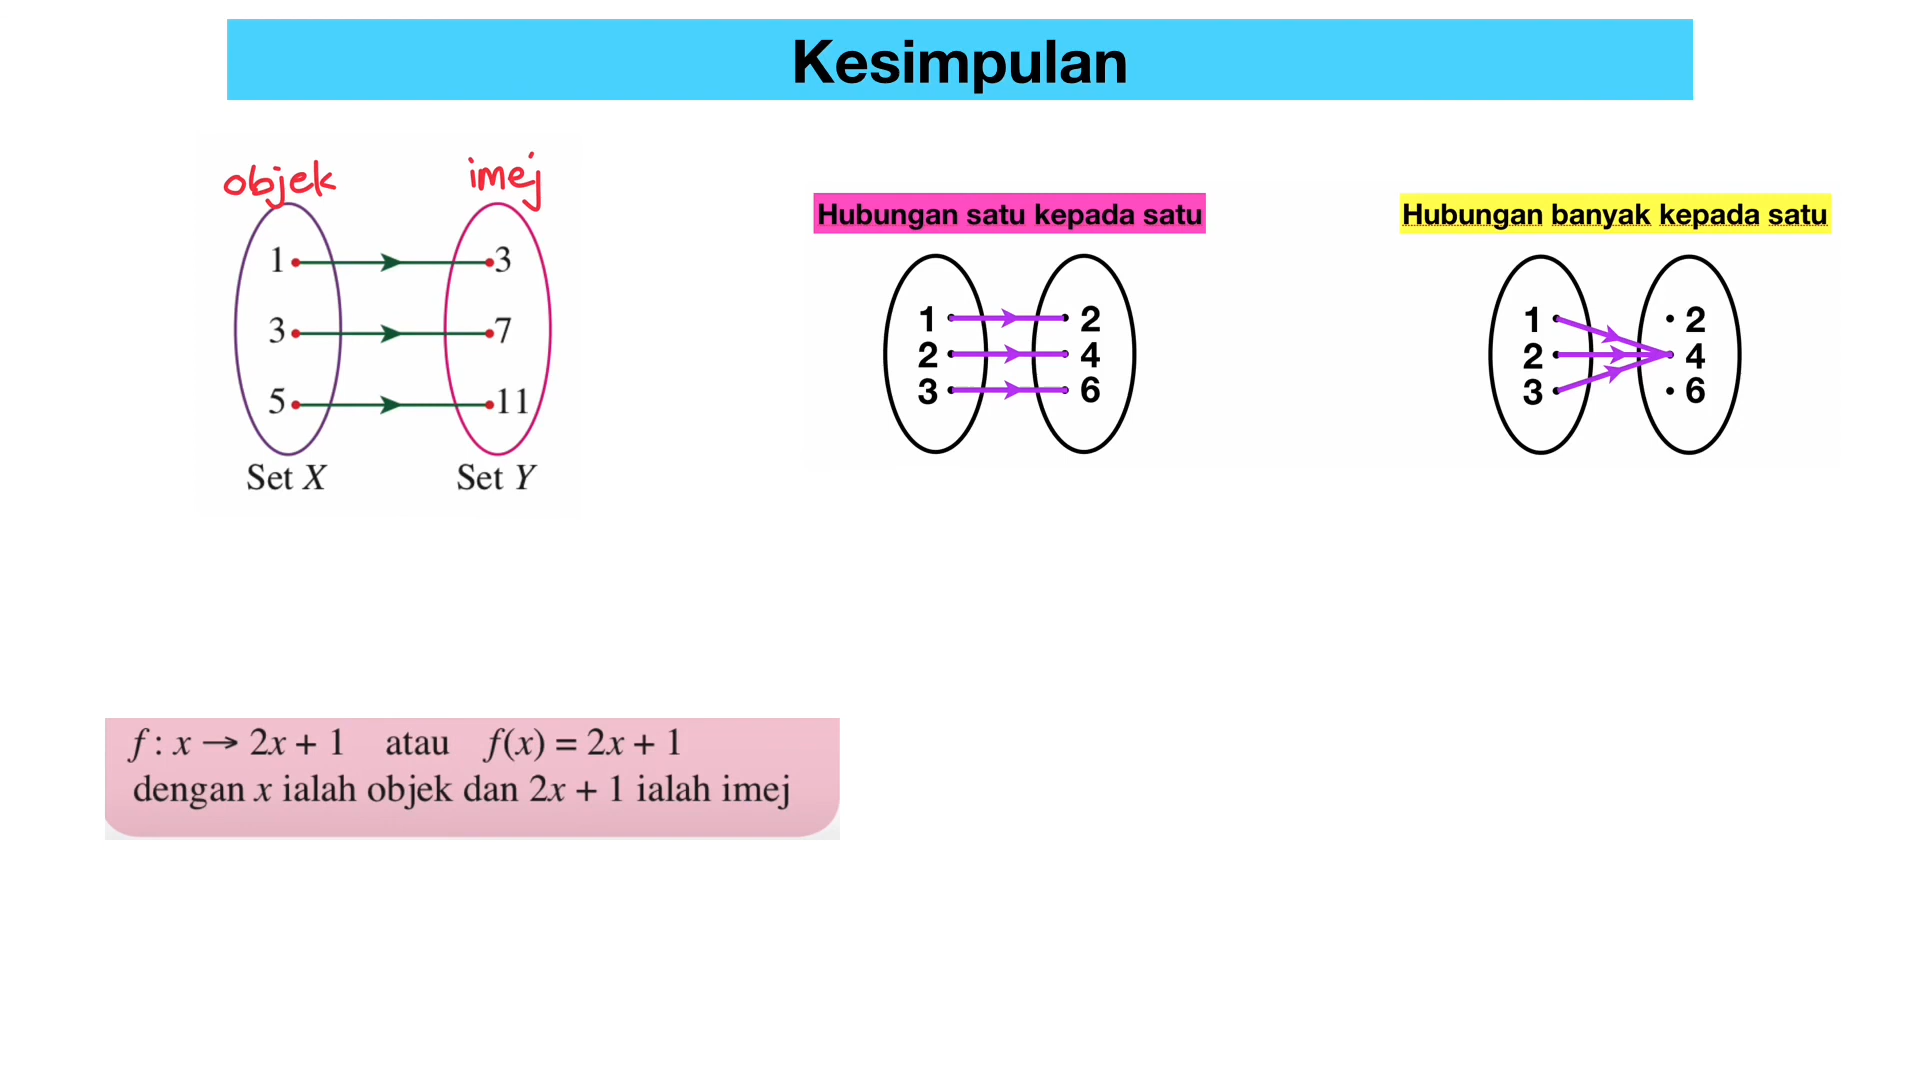 Kesimpulan
objek imej
1 3
3 7
5 11
Set X Set Y
Hubungan satu kepada satu
1 2
2 4
3 6
Hubungan banyak kepada satu
1 2
2 4
3 6
f : x → 2x + 1 atau f(x) = 2x + 1
dengan x ialah objek dan 2x + 1 ialah imej